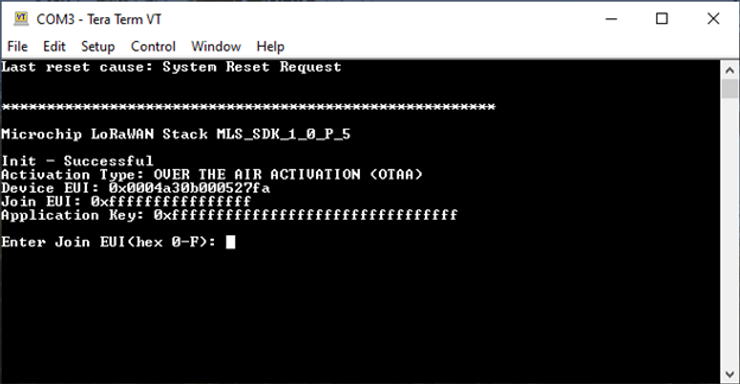 COM3 - Tera Term VT
File Edit Setup Control Window Help
Last reset cause: System Reset Request
******************************************************
Microchip LoRaWAN Stack MLS_SDK_1_0_P_5
Init - Successful
Activation Type: OVER THE AIR ACTIVATION (OTAA)
Device EUI: 0x0004a30b000527fa
Join EUI: 0xffffffffffffffff
Application Key: 0xffffffffffffffffffffffffffffffff
Enter Join EUI(hex 0-F):